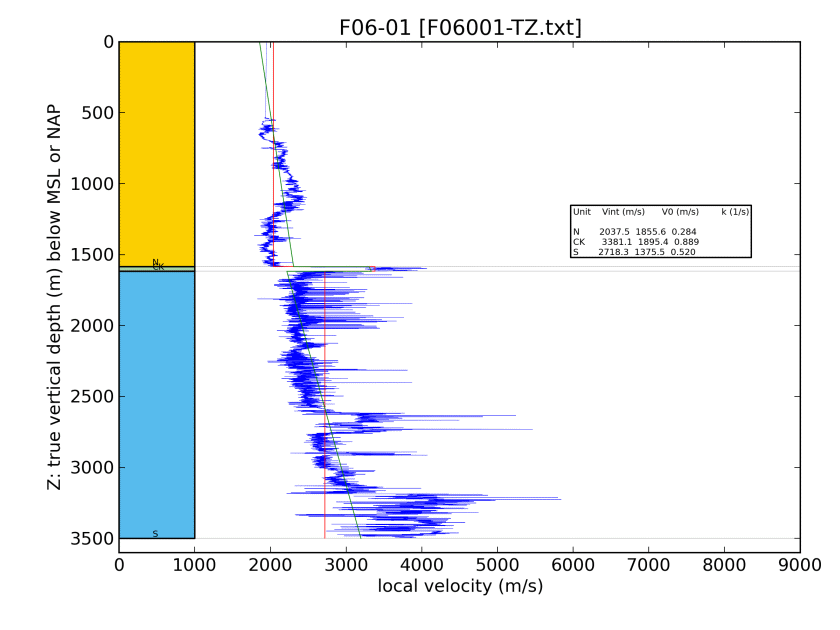 F06-01 [F06001-TZ.txt]
Z: true vertical depth (m) below MSL or NAP
0
500
1000
1500
2000
2500
3000
3500
N
CK
S
Unit Vint (m/s) V0 (m/s) k (1/s)
N 2037.5 1855.6 0.284
CK 3381.1 1895.4 0.889
S 2718.3 1375.5 0.520
0 1000 2000 3000 4000 5000 6000 7000 8000 9000
local velocity (m/s)